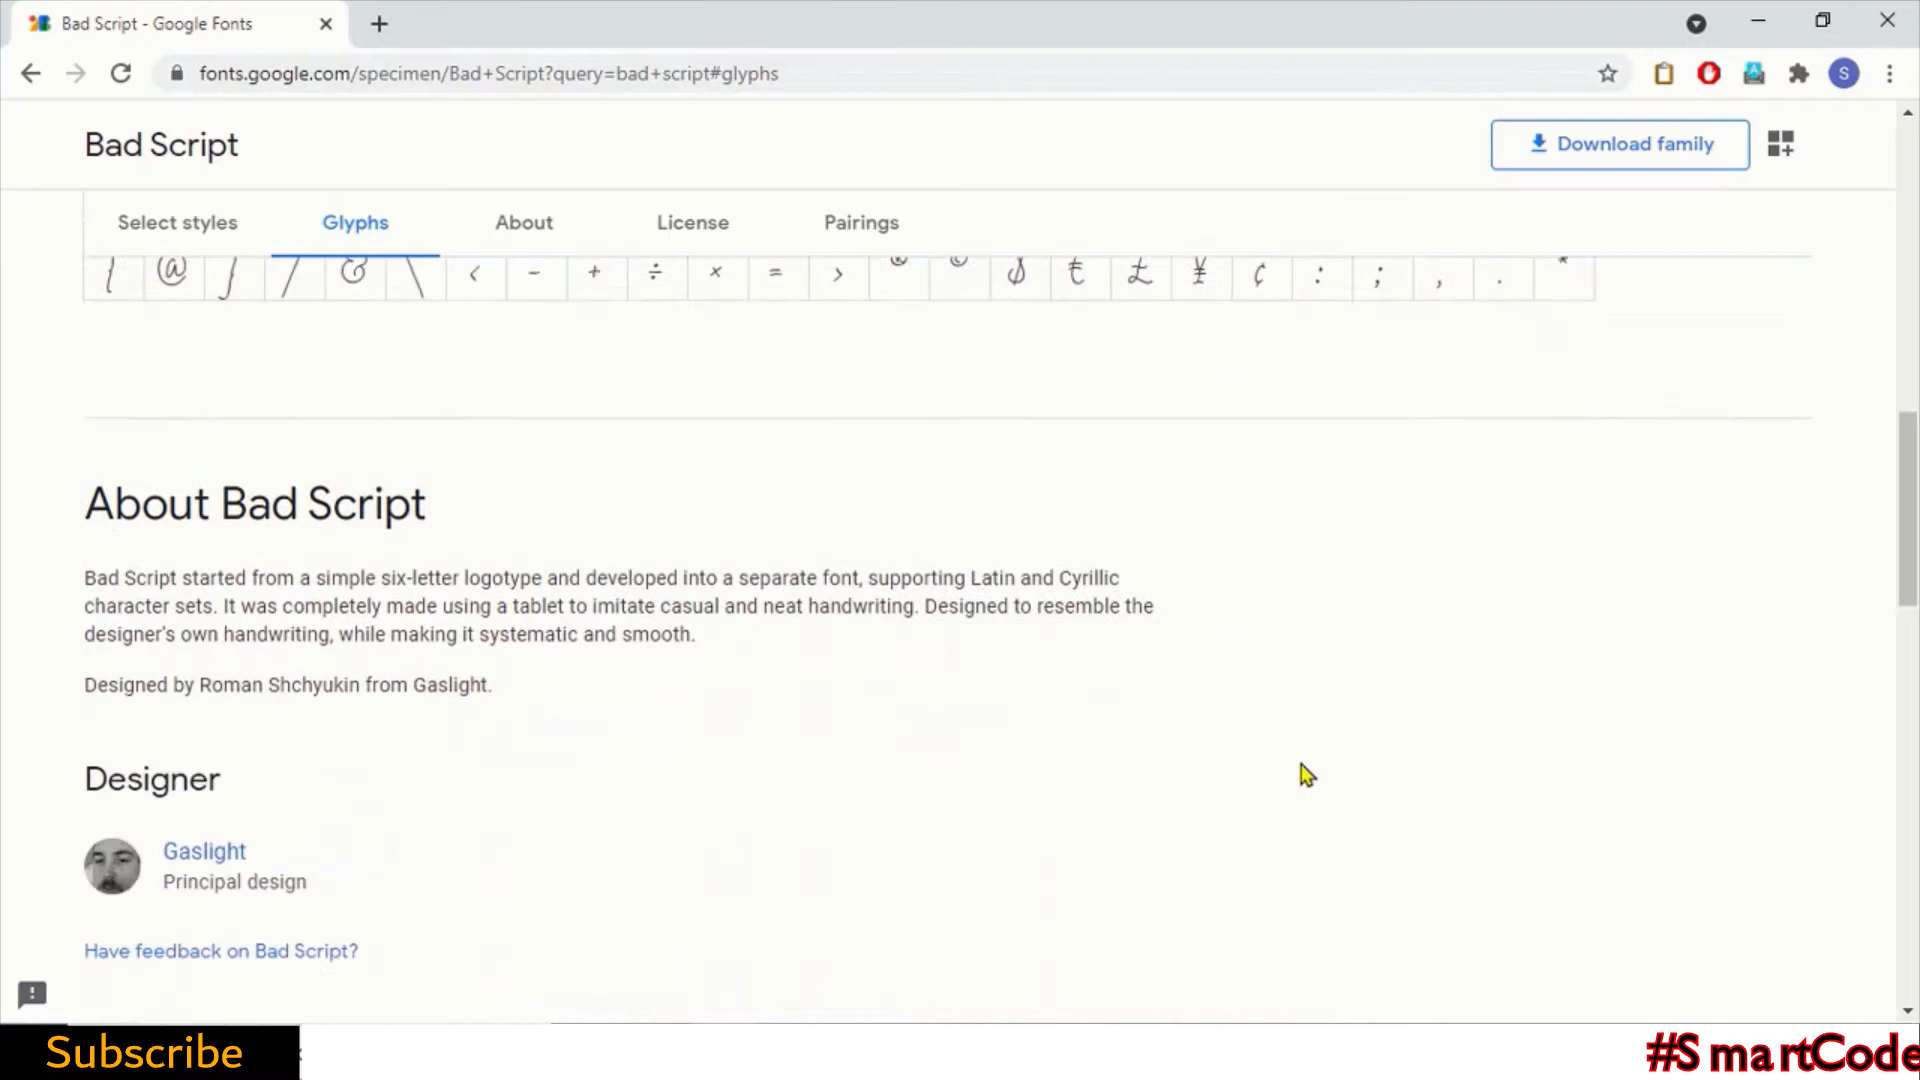 Bad Script - Google Fonts
fonts.google.com/specimen/Bad+Script?query=bad+script#glyphs
S
Bad Script
Download family
Select styles Glyphs About License Pairings
{ @ } / & \ < - + ÷ × = > ® © $ € £ ¥ ¢ : ; , . *
About Bad Script
Bad Script started from a simple six-letter logotype and developed into a separate font, supporting Latin and Cyrillic
character sets. It was completely made using a tablet to imitate casual and neat handwriting. Designed to resemble the
designer's own handwriting, while making it systematic and smooth.
Designed by Roman Shchyukin from Gaslight.
Designer
Gaslight
Principal design
Have feedback on Bad Script?
Subscribe
#SmartCode